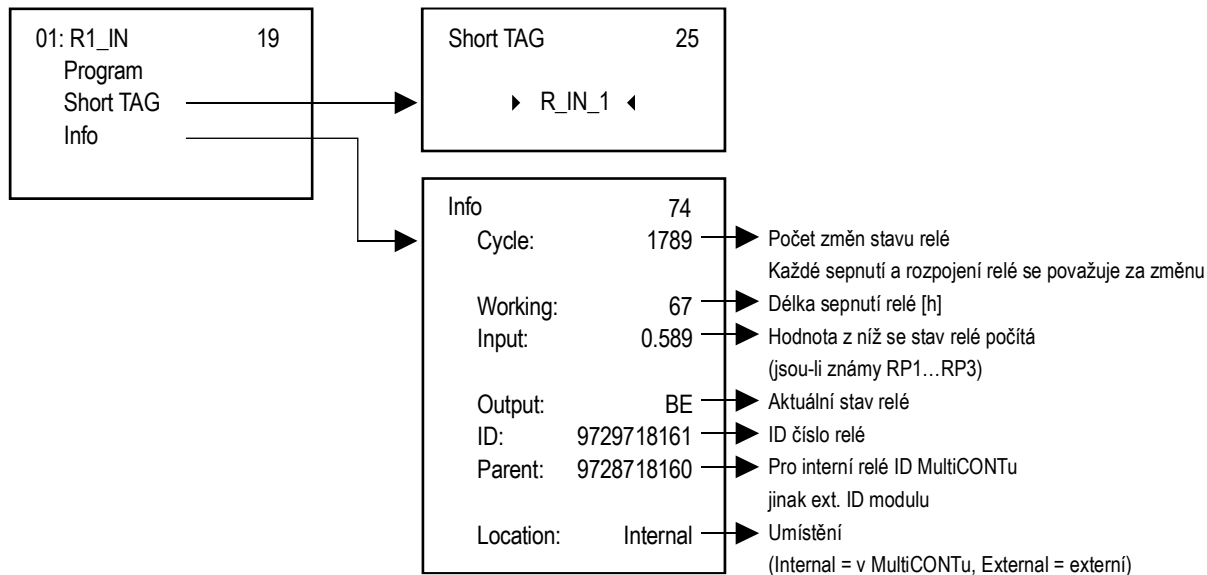 01: R1_IN 19
Program
Short TAG
Info
Short TAG 25
R_IN_1
Info 74
Cycle: 1789
Počet změn stavu relé
Každé sepnutí a rozpojení relé se považuje za změnu
Working: 67
Délka sepnutí relé [h]
Input: 0.589
Hodnota z níž se stav relé počítá
(jsou-li známy RP1…RP3)
Output: BE
Aktuální stav relé
ID: 9729718161
ID číslo relé
Parent: 9728718160
Pro interní relé ID MultiCONTu
jinak ext. ID modulu
Location: Internal
Umístění
(Internal = v MultiCONTu, External = externí)